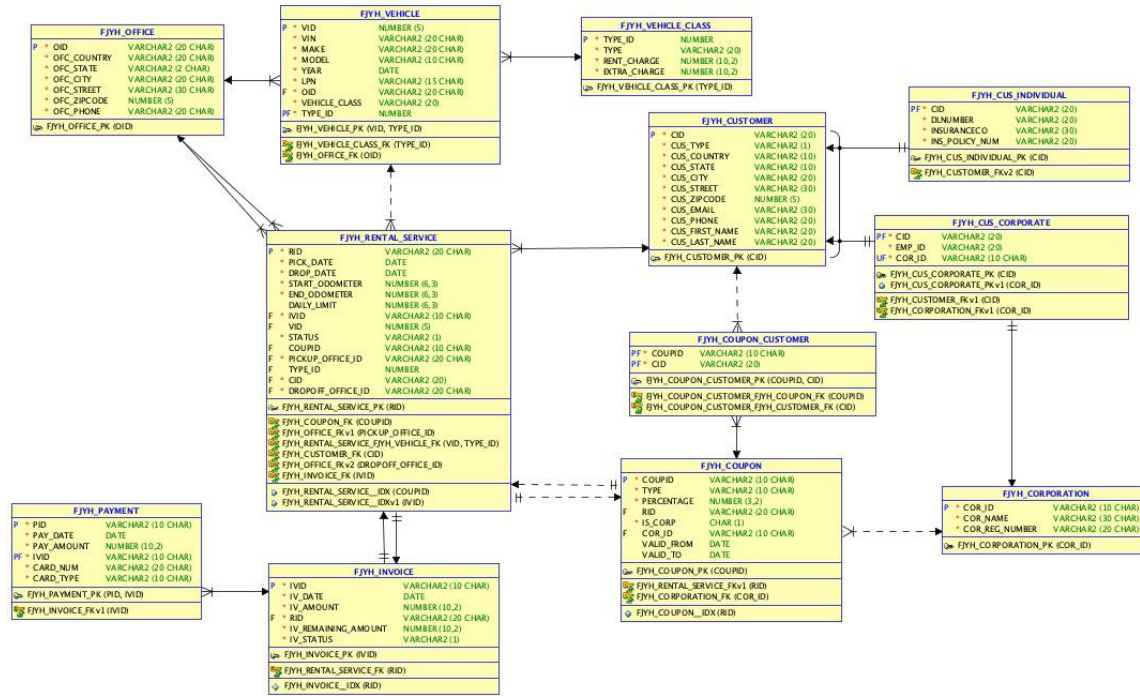 FJYH_OFFICE
P * OID VARCHAR2 (20 CHAR)
* OFC_COUNTRY VARCHAR2 (20 CHAR)
* OFC_STATE VARCHAR2 (2 CHAR)
* OFC_CITY VARCHAR2 (20 CHAR)
* OFC_STREET VARCHAR2 (30 CHAR)
* OFC_ZIPCODE NUMBER (5)
* OFC_PHONE VARCHAR2 (20 CHAR)
FJYH_OFFICE_PK (OID)
FJYH_VEHICLE
P * VID NUMBER (5)
* VIN VARCHAR2 (20 CHAR)
* MAKE VARCHAR2 (20 CHAR)
* MODEL VARCHAR2 (10 CHAR)
* YEAR DATE
* LPN VARCHAR2 (15 CHAR)
F * OID VARCHAR2 (20 CHAR)
* VEHICLE_CLASS VARCHAR2 (20)
PF * TYPE_ID NUMBER
FJYH_VEHICLE_PK (VID, TYPE_ID)
FJYH_VEHICLE_CLASS_FK (TYPE_ID)
FJYH_OFFICE_FK (OID)
FJYH_VEHICLE_CLASS
P * TYPE_ID NUMBER
* TYPE VARCHAR2 (20)
* RENT_CHARGE NUMBER (10,2)
* EXTRA_CHARGE NUMBER (10,2)
FJYH_VEHICLE_CLASS_PK (TYPE_ID)
FJYH_CUSTOMER
P * CID VARCHAR2 (20)
* CUS_TYPE VARCHAR2 (1)
* CUS_COUNTRY VARCHAR2 (10)
* CUS_STATE VARCHAR2 (10)
* CUS_CITY VARCHAR2 (20)
* CUS_STREET VARCHAR2 (30)
* CUS_ZIPCODE NUMBER (5)
* CUS_EMAIL VARCHAR2 (30)
* CUS_PHONE VARCHAR2 (20)
* CUS_FIRST_NAME VARCHAR2 (20)
* CUS_LAST_NAME VARCHAR2 (20)
FJYH_CUSTOMER_PK (CID)
FJYH_CUS_INDIVIDUAL
PF * CID VARCHAR2 (20)
* DLNUMBER VARCHAR2 (20)
* INSURANCECO VARCHAR2 (30)
* INS_POLICY_NUM VARCHAR2 (20)
FJYH_CUS_INDIVIDUAL_PK (CID)
FJYH_CUSTOMER_FKv2 (CID)
FJYH_CUS_CORPORATE
PF * CID VARCHAR2 (20)
* EMP_ID VARCHAR2 (20)
UF * COR_ID VARCHAR2 (10 CHAR)
FJYH_CUS_CORPORATE_PK (CID)
FJYH_CUS_CORPORATE_PKv1 (COR_ID)
FJYH_CUSTOMER_FKv1 (CID)
FJYH_CORPORATION_FKv1 (COR_ID)
FJYH_RENTAL_SERVICE
P * RID VARCHAR2 (20 CHAR)
* PICK_DATE DATE
* DROP_DATE DATE
* START_ODOMETER NUMBER (6,3)
* END_ODOMETER NUMBER (6,3)
DAILY_LIMIT NUMBER (6,3)
F * IVID VARCHAR2 (10 CHAR)
F VID NUMBER (5)
* STATUS VARCHAR2 (1)
F COUPID VARCHAR2 (10 CHAR)
F * PICKUP_OFFICE_ID VARCHAR2 (20 CHAR)
F TYPE_ID NUMBER
F * CID VARCHAR2 (20)
F * DROPOFF_OFFICE_ID VARCHAR2 (20 CHAR)
FJYH_RENTAL_SERVICE_PK (RID)
FJYH_COUPON_FK (COUPID)
FJYH_OFFICE_FKv1 (PICKUP_OFFICE_ID)
FJYH_RENTAL_SERVICE_FJYH_VEHICLE_FK (VID, TYPE_ID)
FJYH_CUSTOMER_FK (CID)
FJYH_OFFICE_FKv2 (DROPOFF_OFFICE_ID)
FJYH_INVOICE_FK (IVID)
FJYH_RENTAL_SERVICE__IDX (COUPID)
FJYH_RENTAL_SERVICE__IDXv1 (IVID)
FJYH_COUPON_CUSTOMER
PF * COUPID VARCHAR2 (10 CHAR)
PF * CID VARCHAR2 (20)
FJYH_COUPON_CUSTOMER_PK (COUPID, CID)
FJYH_COUPON_CUSTOMER_FJYH_COUPON_FK (COUPID)
FJYH_COUPON_CUSTOMER_FJYH_CUSTOMER_FK (CID)
FJYH_COUPON
P * COUPID VARCHAR2 (10 CHAR)
* TYPE VARCHAR2 (10 CHAR)
* PERCENTAGE NUMBER (3,2)
F RID VARCHAR2 (20 CHAR)
* IS_CORP CHAR (1)
F COR_ID VARCHAR2 (10 CHAR)
VALID_FROM DATE
VALID_TO DATE
FJYH_COUPON_PK (COUPID)
FJYH_RENTAL_SERVICE_FKv1 (RID)
FJYH_CORPORATION_FK (COR_ID)
FJYH_COUPON__IDX (RID)
FJYH_CORPORATION
P * COR_ID VARCHAR2 (10 CHAR)
* COR_NAME VARCHAR2 (30 CHAR)
* COR_REG_NUMBER VARCHAR2 (20 CHAR)
FJYH_CORPORATION_PK (COR_ID)
FJYH_PAYMENT
P * PID VARCHAR2 (10 CHAR)
* PAY_DATE DATE
* PAY_AMOUNT NUMBER (10,2)
PF * IVID VARCHAR2 (10 CHAR)
* CARD_NUM VARCHAR2 (20 CHAR)
* CARD_TYPE VARCHAR2 (10 CHAR)
FJYH_PAYMENT_PK (PID, IVID)
FJYH_INVOICE_FKv1 (IVID)
FJYH_INVOICE
P * IVID VARCHAR2 (10 CHAR)
* IV_DATE DATE
* IV_AMOUNT NUMBER (10,2)
F * RID VARCHAR2 (20 CHAR)
* IV_REMAINING_AMOUNT NUMBER (10,2)
* IV_STATUS VARCHAR2 (1)
FJYH_INVOICE_PK (IVID)
FJYH_RENTAL_SERVICE_FK (RID)
FJYH_INVOICE__IDX (RID)